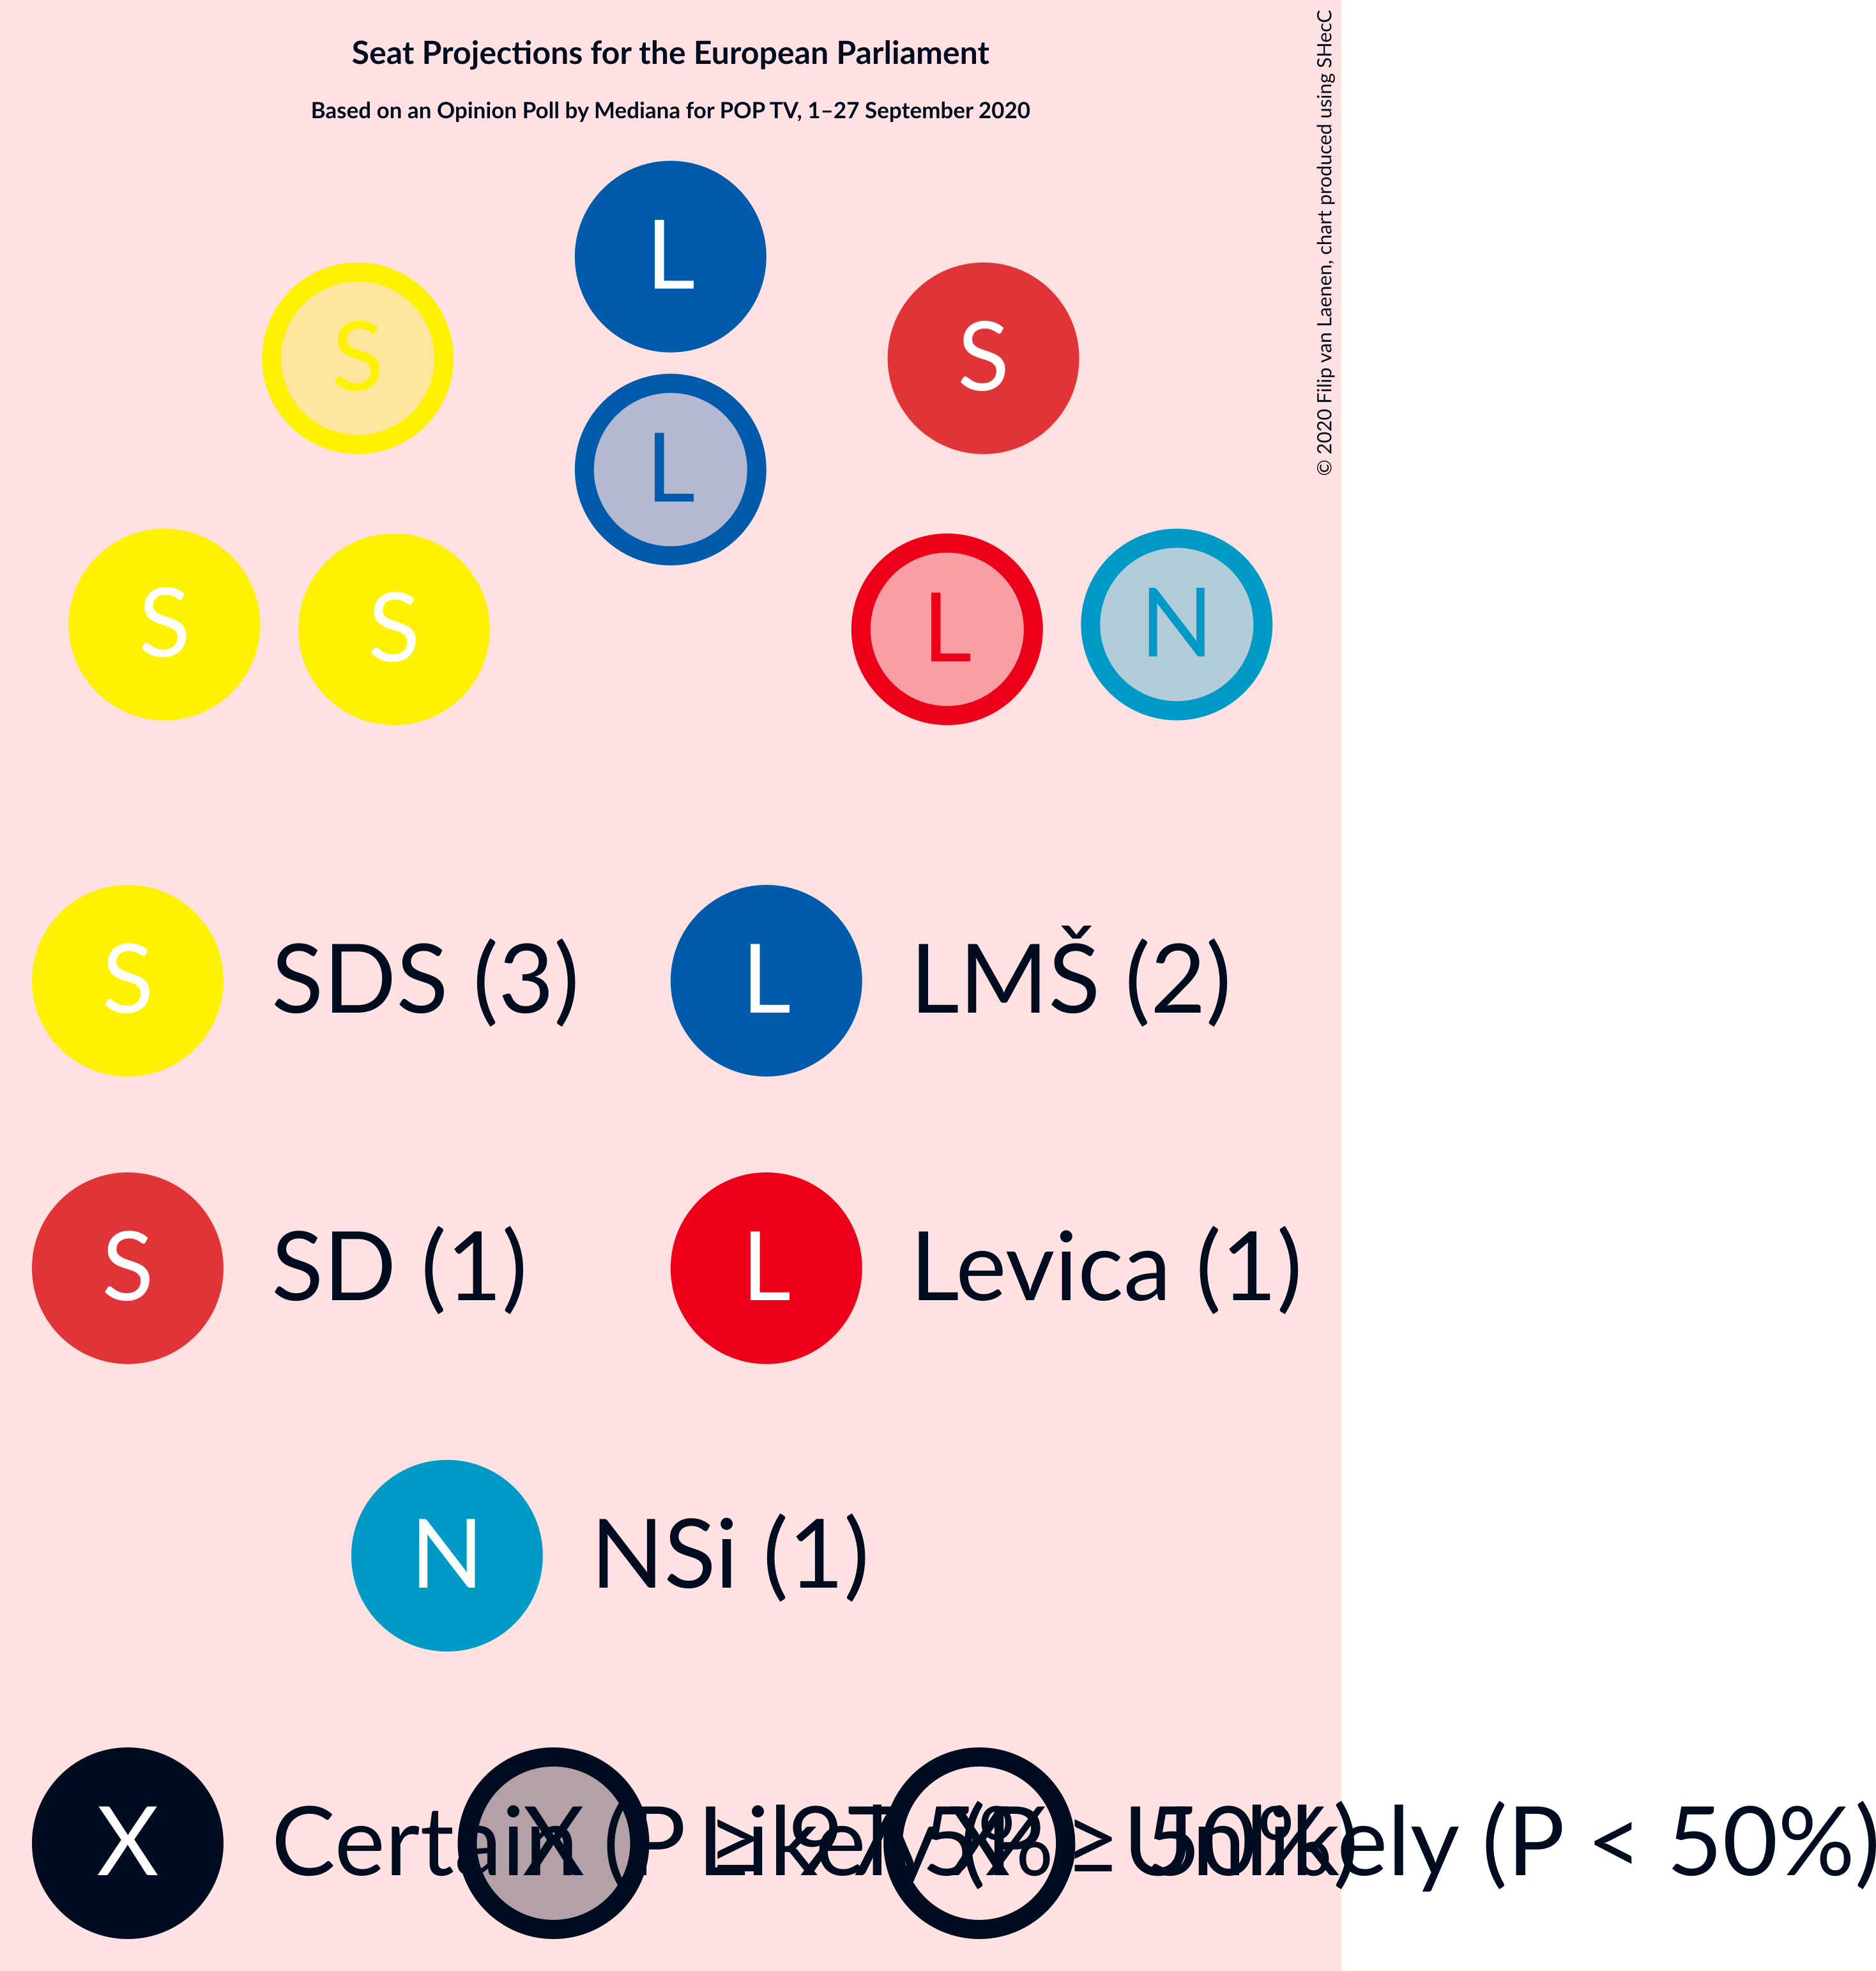 Seat Projections for the European Parliament
Based on an Opinion Poll by Mediana for POP TV, 1–27 September 2020
© 2020 Filip van Laenen, chart produced using SHecC
L
S
S
L
S
S
L
N
S SDS (3)
L LMŠ (2)
S SD (1)
L Levica (1)
N NSi (1)
X Certain (P ≥
X Likely (P ≥ 50%)
X Unlikely (P < 50%)